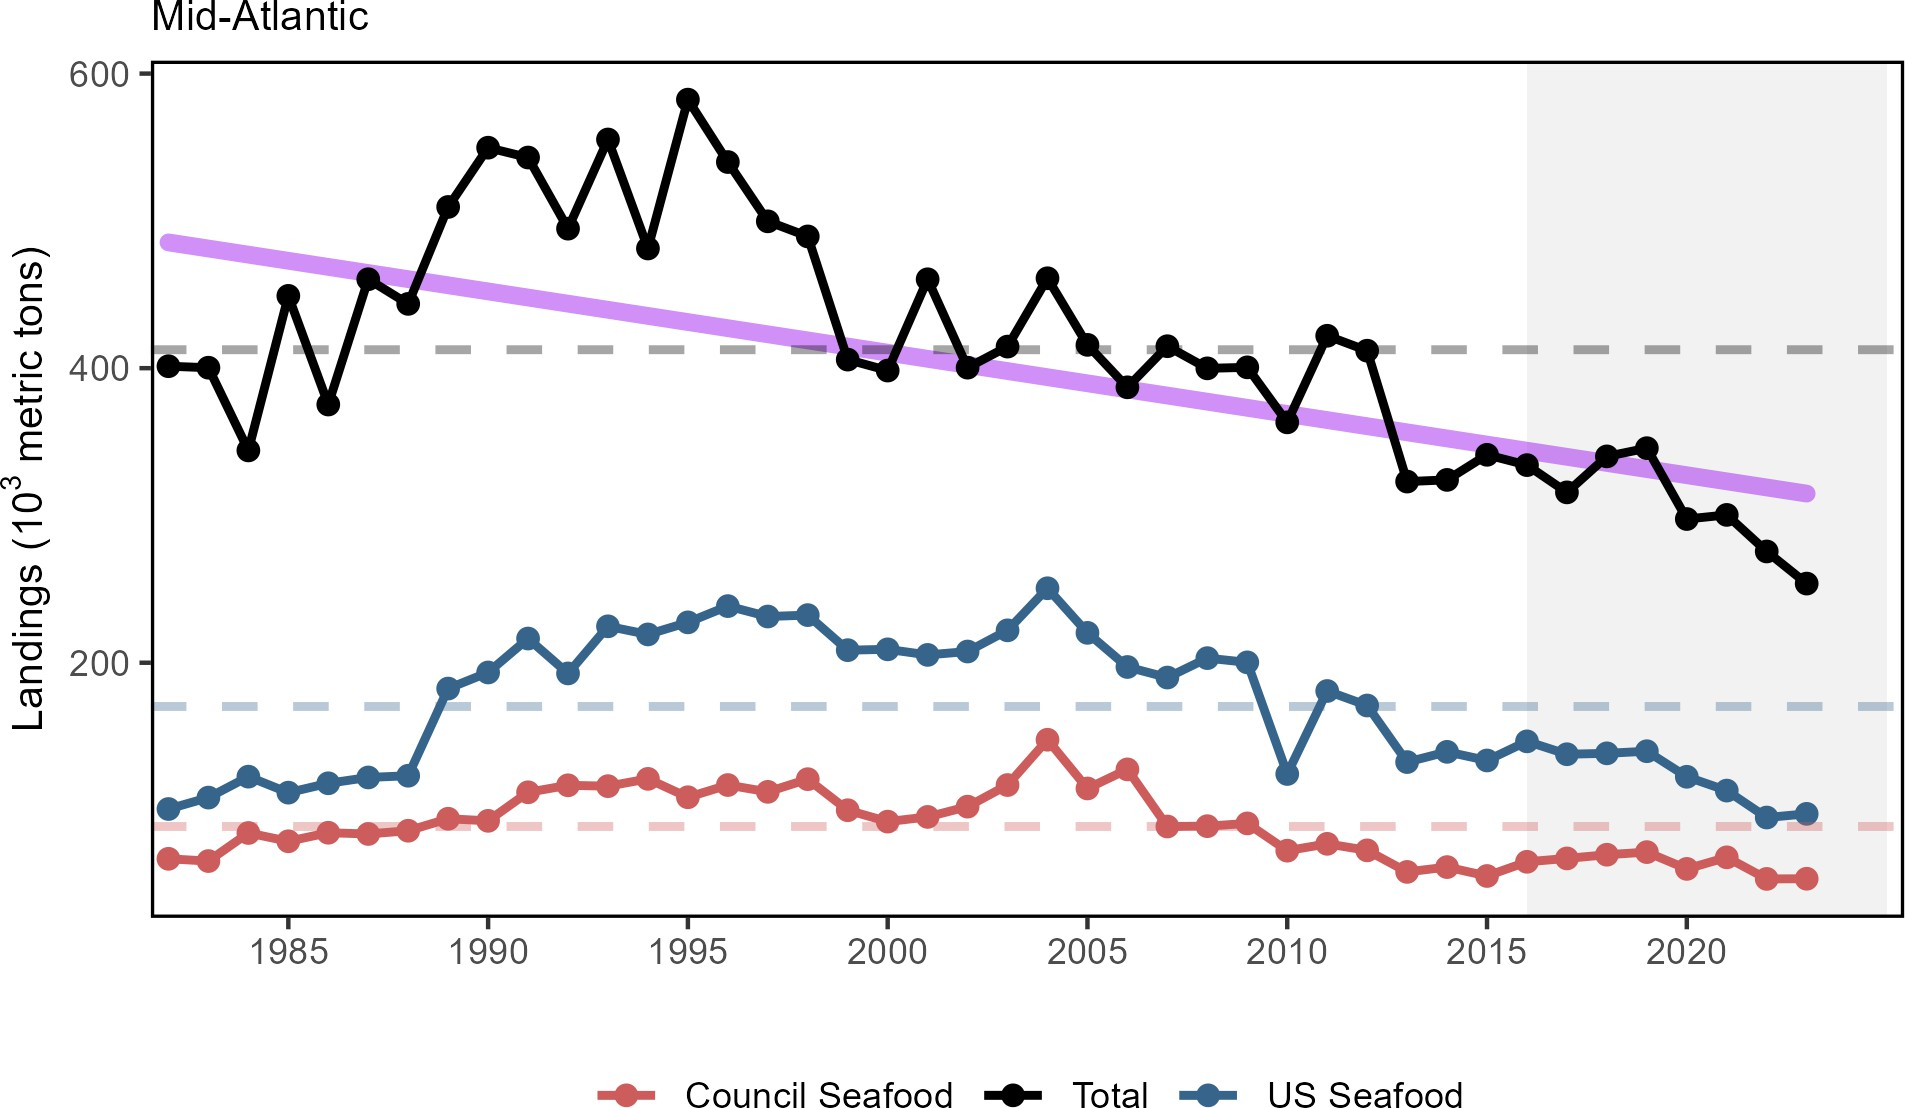 Mid-Atlantic
600
400
200
Landings (10³ metric tons)
1985 1990 1995 2000 2005 2010 2015 2020
Council Seafood Total US Seafood